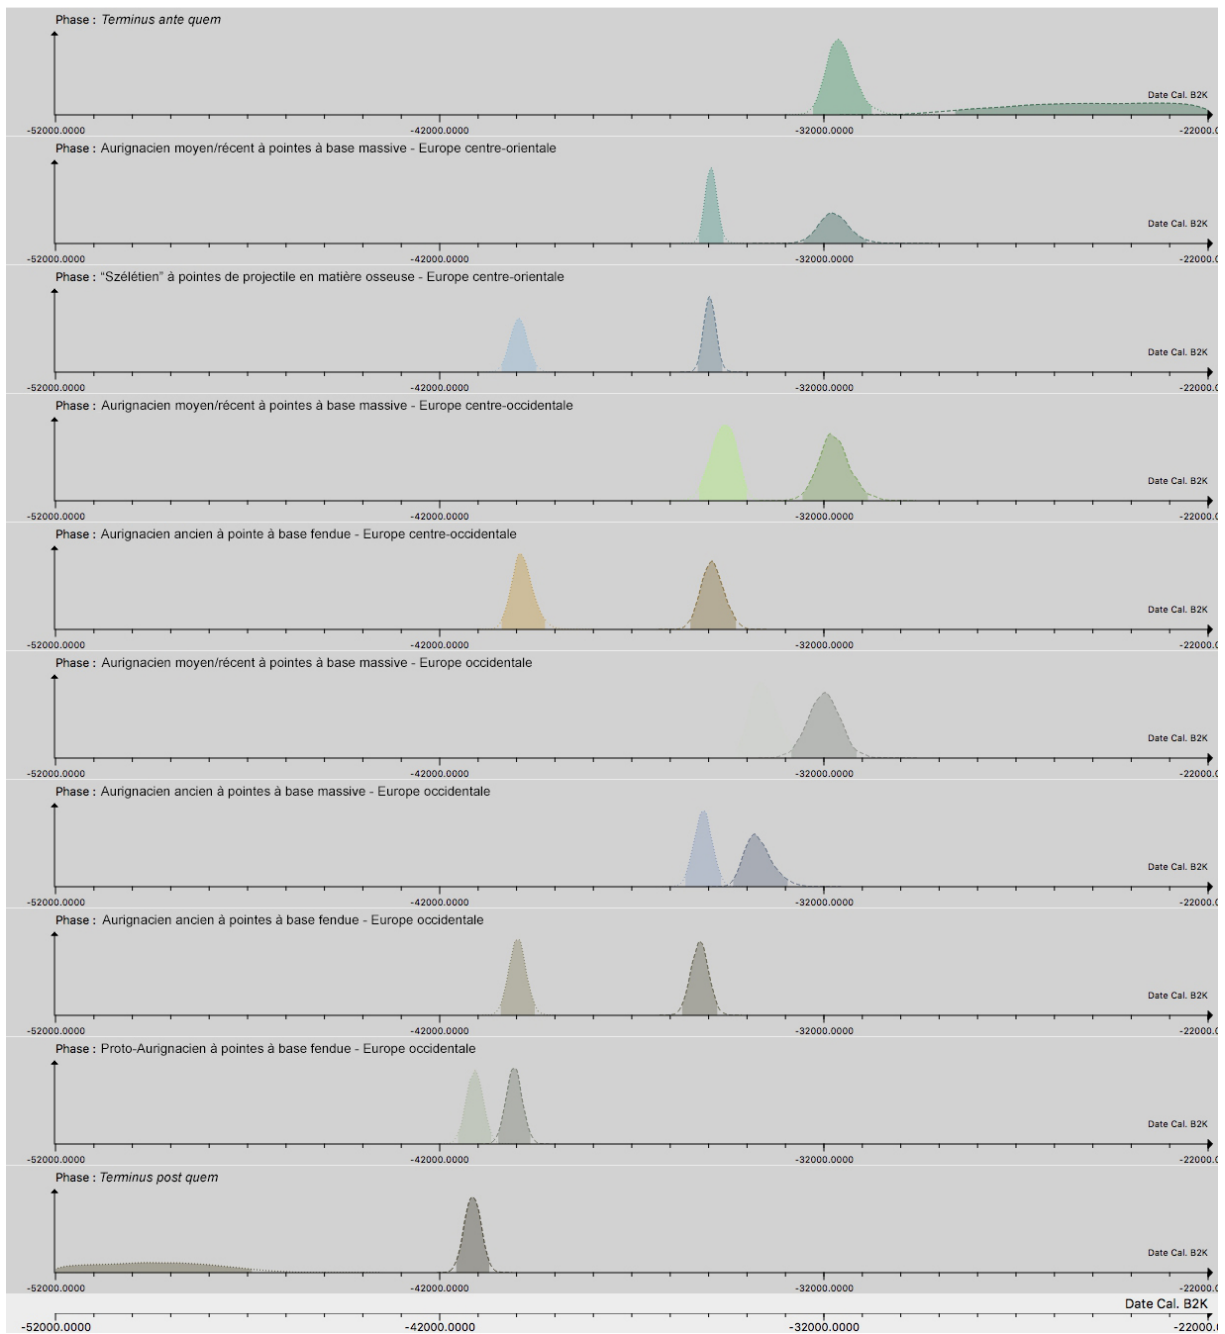 Phase : Terminus ante quem
Date Cal. B2K
-52000.0000 -42000.0000 -32000.0000 -22000.0
Phase : Aurignacien moyen/récent à pointes à base massive - Europe centre-orientale
Date Cal. B2K
-52000.0000 -42000.0000 -32000.0000 -22000.0
Phase : "Szélétien" à pointes de projectile en matière osseuse - Europe centre-orientale
Date Cal. B2K
-52000.0000 -42000.0000 -32000.0000 -22000.0
Phase : Aurignacien moyen/récent à pointes à base massive - Europe centre-occidentale
Date Cal. B2K
-52000.0000 -42000.0000 -32000.0000 -22000.0
Phase : Aurignacien ancien à pointe à base fendue - Europe centre-occidentale
Date Cal. B2K
-52000.0000 -42000.0000 -32000.0000 -22000.0
Phase : Aurignacien moyen/récent à pointes à base massive - Europe occidentale
Date Cal. B2K
-52000.0000 -42000.0000 -32000.0000 -22000.0
Phase : Aurignacien ancien à pointes à base massive - Europe occidentale
Date Cal. B2K
-52000.0000 -42000.0000 -32000.0000 -22000.0
Phase : Aurignacien ancien à pointes à base fendue - Europe occidentale
Date Cal. B2K
-52000.0000 -42000.0000 -32000.0000 -22000.0
Phase : Proto-Aurignacien à pointes à base fendue - Europe occidentale
Date Cal. B2K
-52000.0000 -42000.0000 -32000.0000 -22000.0
Phase : Terminus post quem
Date Cal. B2K
-52000.0000 -42000.0000 -32000.0000 -22000.0
Date Cal. B2K
-52000.0000 -42000.0000 -32000.0000 -22000.0